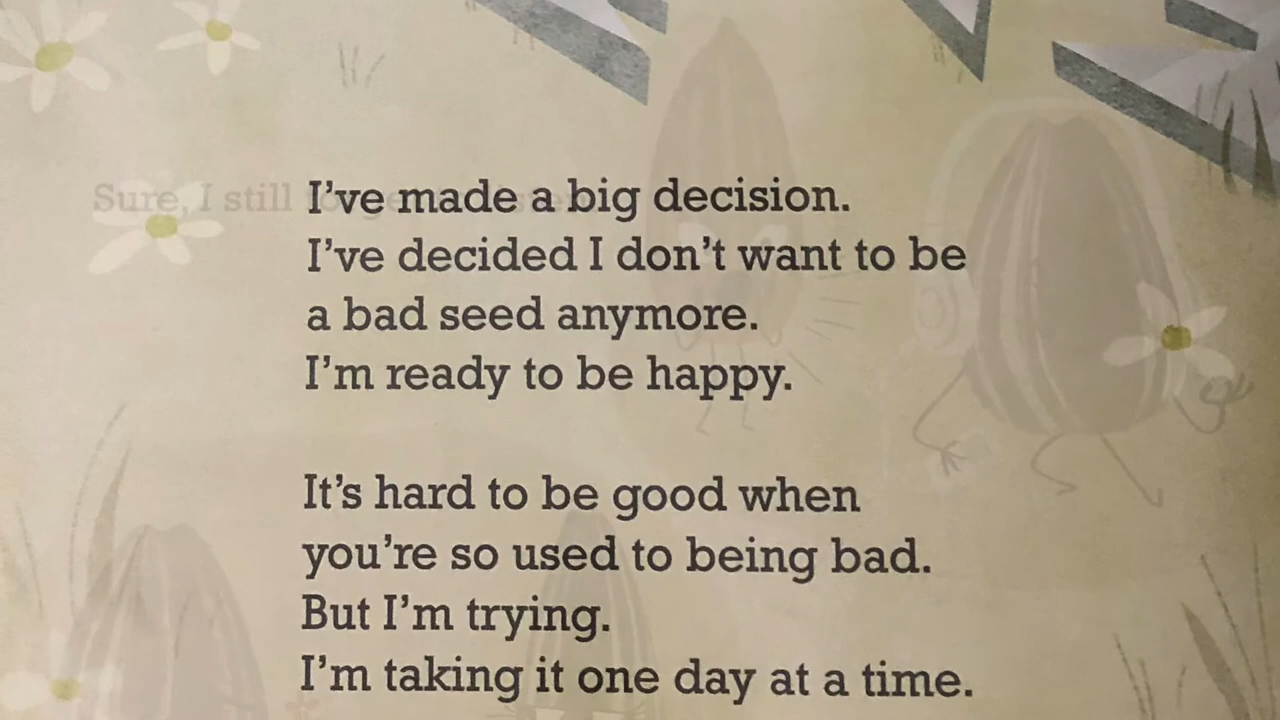 I've made a big decision.
I've decided I don't want to be
a bad seed anymore.
I'm ready to be happy.
It's hard to be good when
you're so used to being bad.
But I'm trying.
I'm taking it one day at a time.
Sure, I still